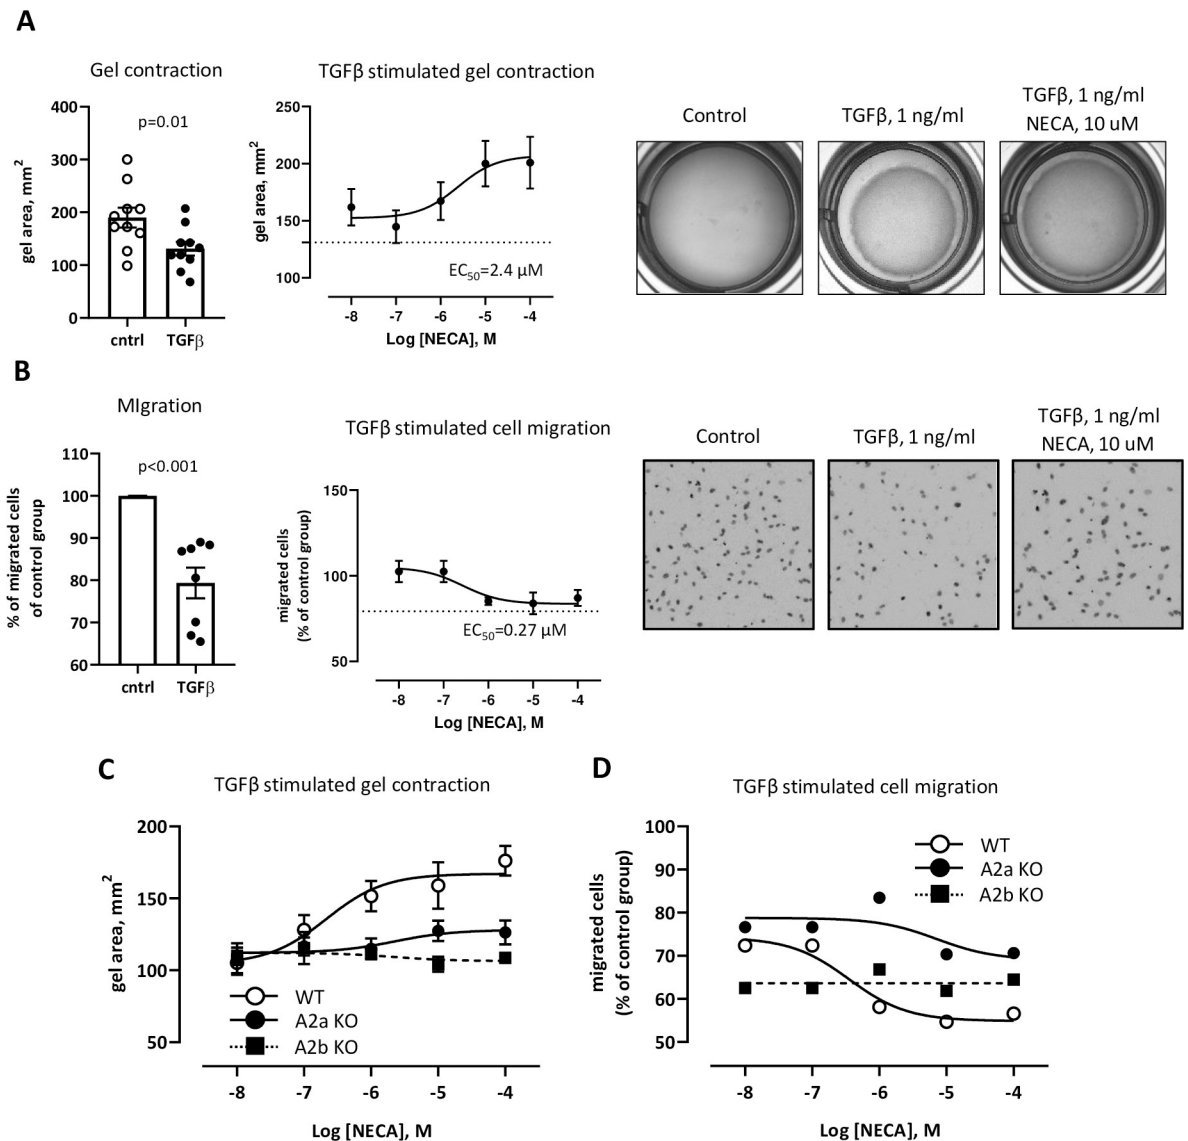 A
Gel contraction
400
300
200
100
0
gel area, mm2
p=0.01
cntrl
TGFβ
TGFβ stimulated gel contraction
250
200
150
100
gel area, mm2
EC50=2.4 µM
-8
-7
-6
-5
-4
Log [NECA], M
Control
TGFβ, 1 ng/ml
TGFβ, 1 ng/ml
NECA, 10 uM
B
MIgration
110
100
90
80
70
60
% of migrated cells
of control group
p<0.001
cntrl
TGFβ
TGFβ stimulated cell migration
150
100
50
migrated cells
(% of control group)
EC50=0.27 µM
-8
-7
-6
-5
-4
Log [NECA], M
Control
TGFβ, 1 ng/ml
TGFβ, 1 ng/ml
NECA, 10 uM
C
TGFβ stimulated gel contraction
200
150
100
50
gel area, mm2
WT
A2a KO
A2b KO
-8
-7
-6
-5
-4
Log [NECA], M
D
TGFβ stimulated cell migration
100
90
80
70
60
50
migrated cells
(% of control group)
WT
A2a KO
A2b KO
-8
-7
-6
-5
-4
Log [NECA], M